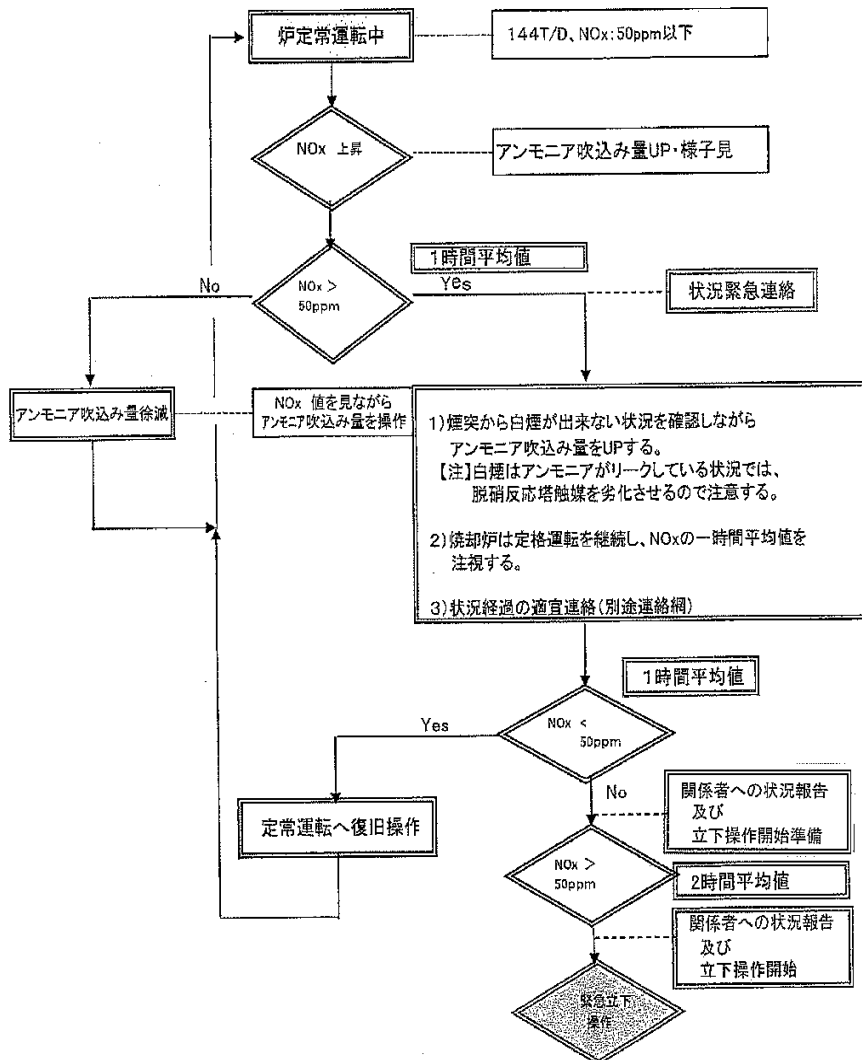 炉定常運転中
144T/D、NOx:50ppm以下
NOx 上昇
アンモニア吹込み量UP・様子見
1時間平均値
No
NOx >
50ppm
Yes
状況緊急連絡
アンモニア吹込み量徐減
NOx 値を見ながら
アンモニア吹込み量を操作
1)煙突から白煙が出来ない状況を確認しながら
アンモニア吹込み量をUPする。
【注】白煙はアンモニアがリークしている状況では、
脱硝反応塔触媒を劣化させるので注意する。
2)焼却炉は定格運転を継続し、NOxの一時間平均値を
注視する。
3)状況経過の適宜連絡(別途連絡網)
1時間平均値
Yes
NOx <
50ppm
No
関係者への状況報告
及び
立下操作開始準備
定常運転へ復旧操作
NOx >
50ppm
2時間平均値
関係者への状況報告
及び
立下操作開始
緊急立下
操作